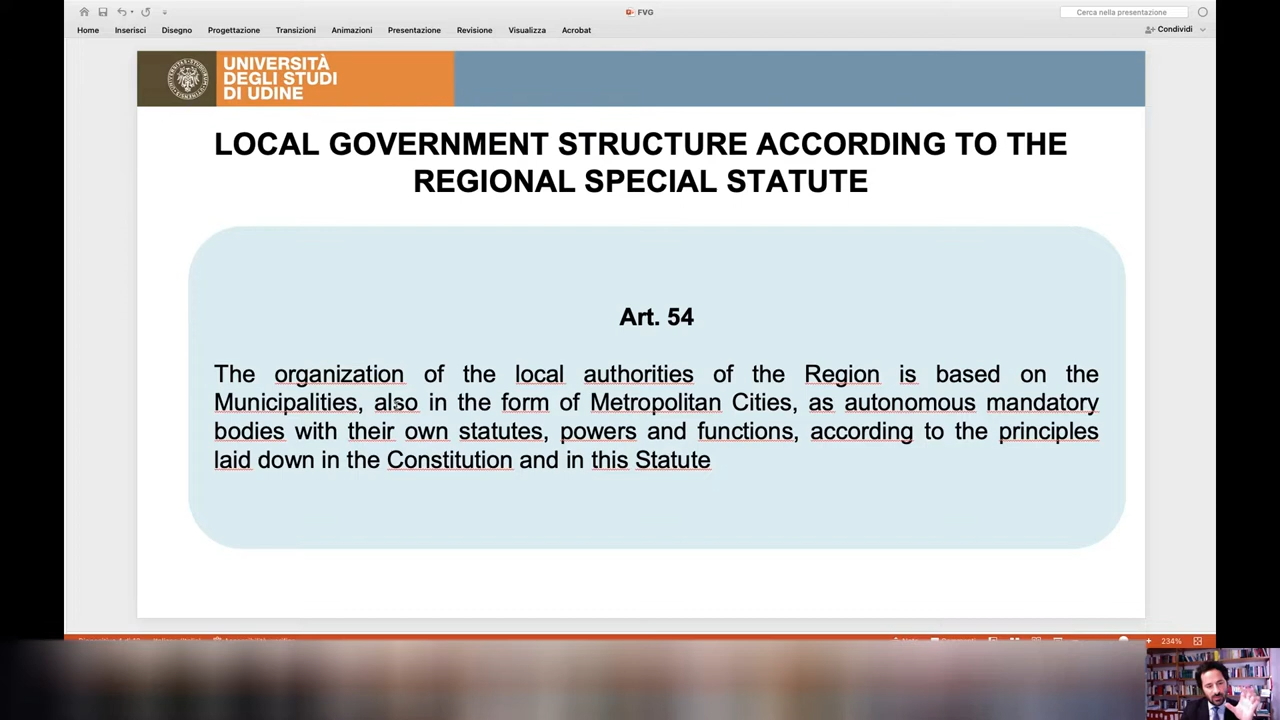 FVG
Cerca nella presentazione
Home Inserisci Disegno Progettazione Transizioni Animazioni Presentazione Revisione Visualizza Acrobat
Condividi
UNIVERSITÀ
DEGLI STUDI
DI UDINE
LOCAL GOVERNMENT STRUCTURE ACCORDING TO THE
REGIONAL SPECIAL STATUTE
Art. 54
The organization of the local authorities of the Region is based on the
Municipalities, also in the form of Metropolitan Cities, as autonomous mandatory
bodies with their own statutes, powers and functions, according to the principles
laid down in the Constitution and in this Statute
234%